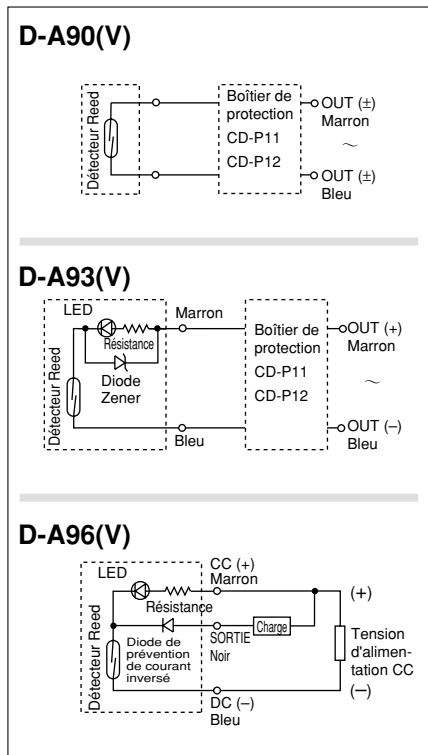 D-A90(V)
Détecteur Reed
Boîtier de
protection
CD-P11
CD-P12
OUT (±)
Marron
～
OUT (±)
Bleu
D-A93(V)
LED
Marron
Résistance
Diode
Zener
Détecteur Reed
Bleu
Boîtier de
protection
CD-P11
CD-P12
OUT (+)
Marron
～
OUT (–)
Bleu
D-A96(V)
LED
CC (+)
Marron
Résistance
Détecteur Reed
Diode de
prévention
de courant
inversé
SORTIE
Noir
Charge
DC (–)
Bleu
(+)
Tension
d'alimen-
tation CC
(–)